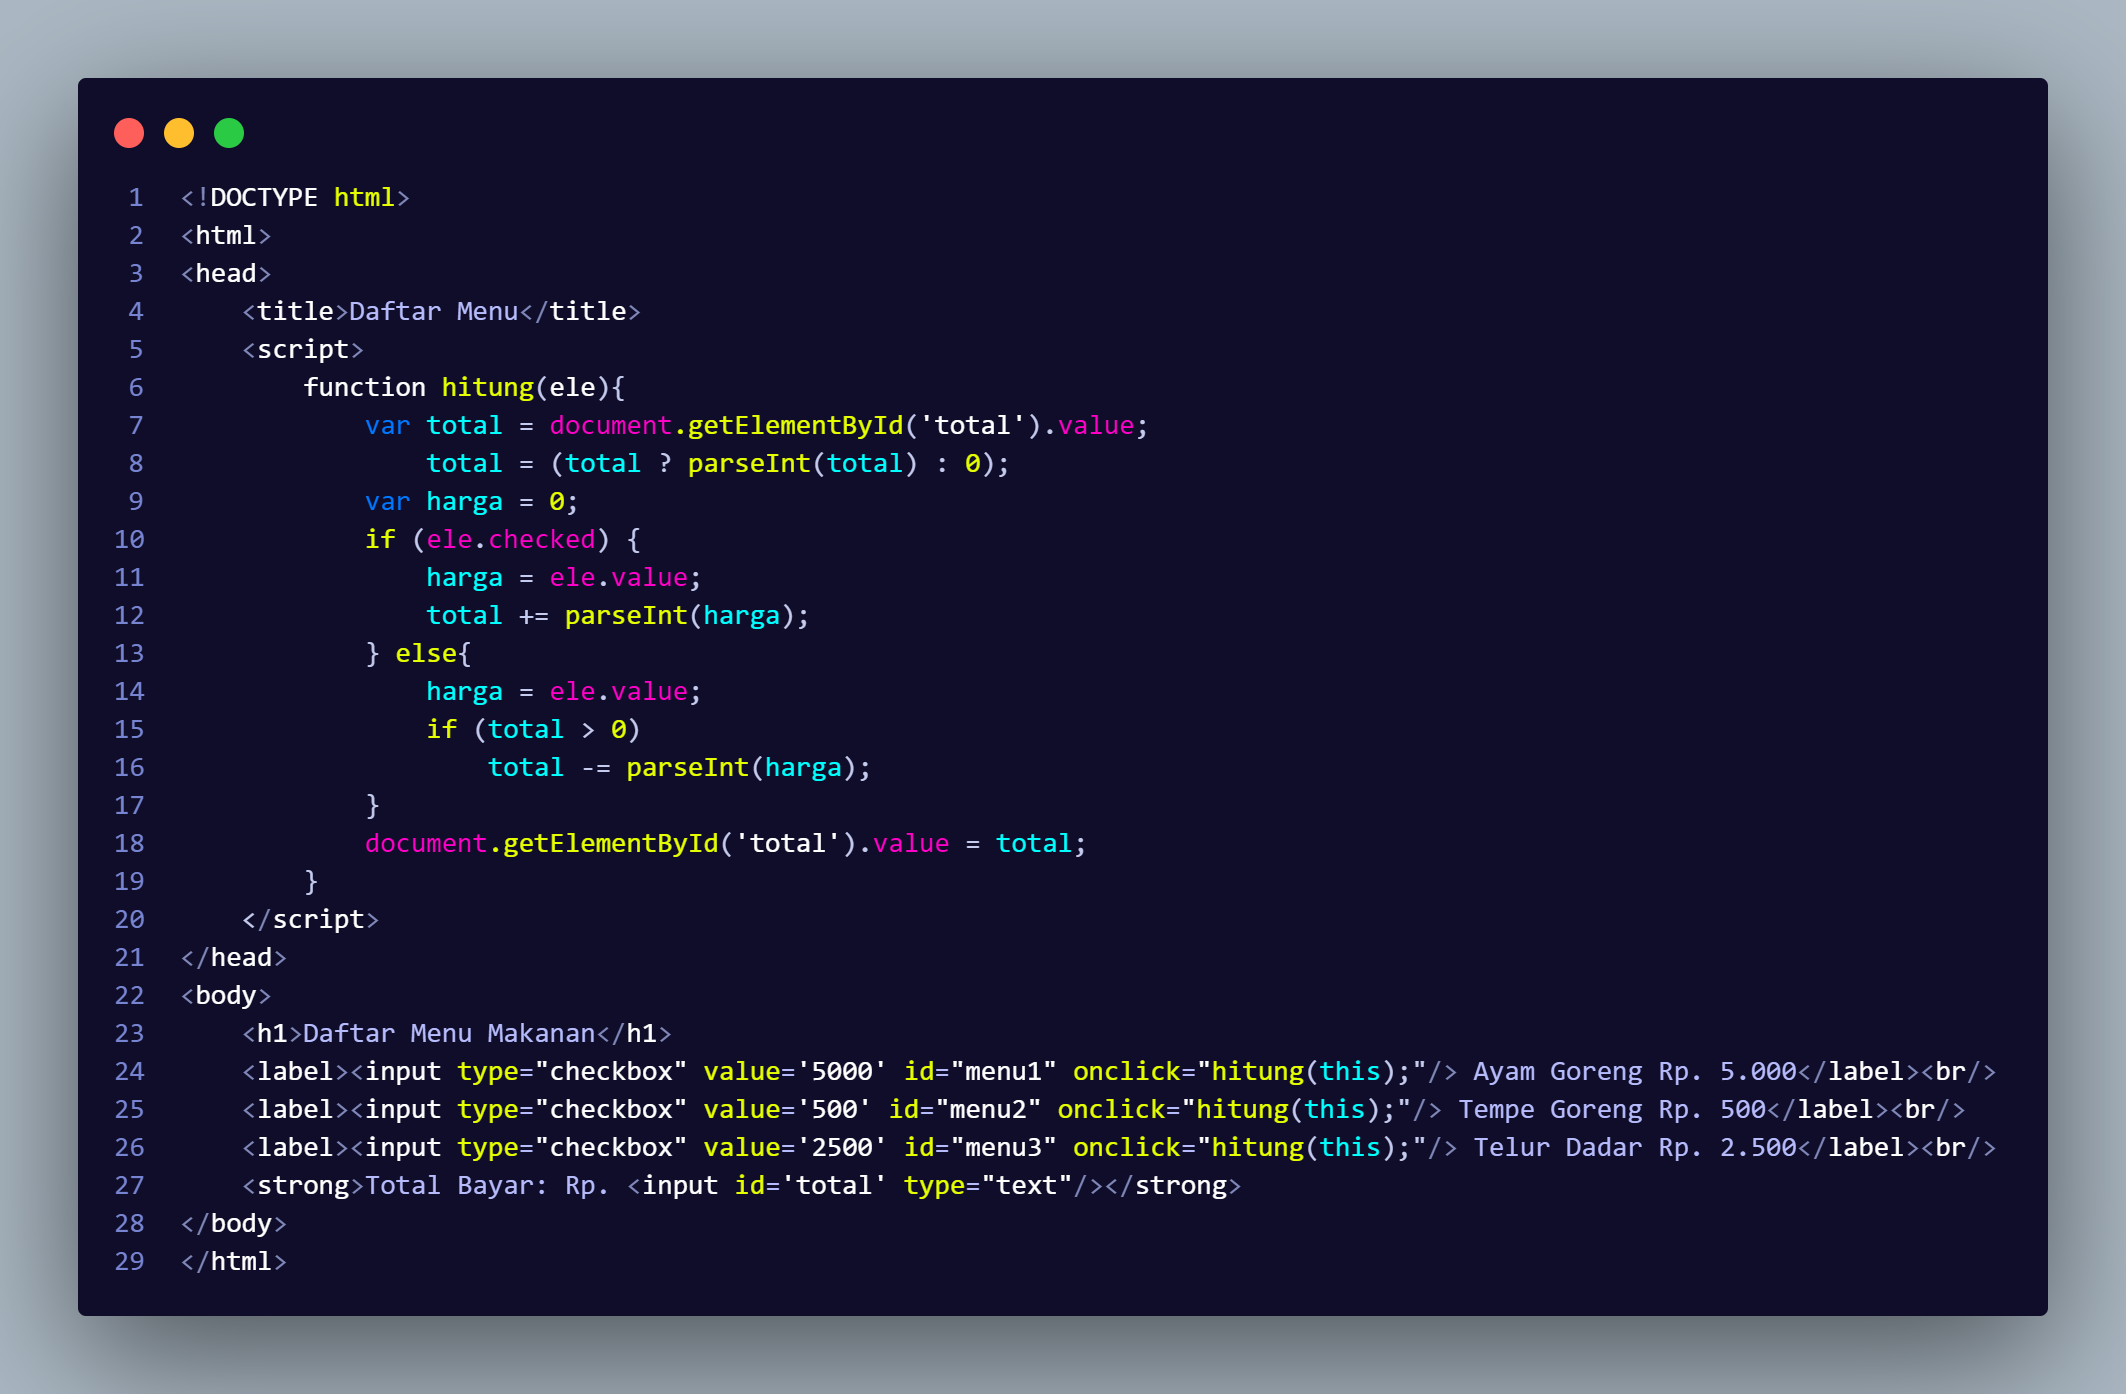 1 <!DOCTYPE html>
2 <html>
3 <head>
4     <title>Daftar Menu</title>
5     <script>
6         function hitung(ele){
7             var total = document.getElementById('total').value;
8                 total = (total ? parseInt(total) : 0);
9             var harga = 0;
10             if (ele.checked) {
11                 harga = ele.value;
12                 total += parseInt(harga);
13             } else{
14                 harga = ele.value;
15                 if (total > 0)
16                     total -= parseInt(harga);
17             }
18             document.getElementById('total').value = total;
19         }
20     </script>
21 </head>
22 <body>
23     <h1>Daftar Menu Makanan</h1>
24     <label><input type="checkbox" value='5000' id="menu1" onclick="hitung(this);"/> Ayam Goreng Rp. 5.000</label><br/>
25     <label><input type="checkbox" value='500' id="menu2" onclick="hitung(this);"/> Tempe Goreng Rp. 500</label><br/>
26     <label><input type="checkbox" value='2500' id="menu3" onclick="hitung(this);"/> Telur Dadar Rp. 2.500</label><br/>
27     <strong>Total Bayar: Rp. <input id='total' type="text"/></strong>
28 </body>
29 </html>